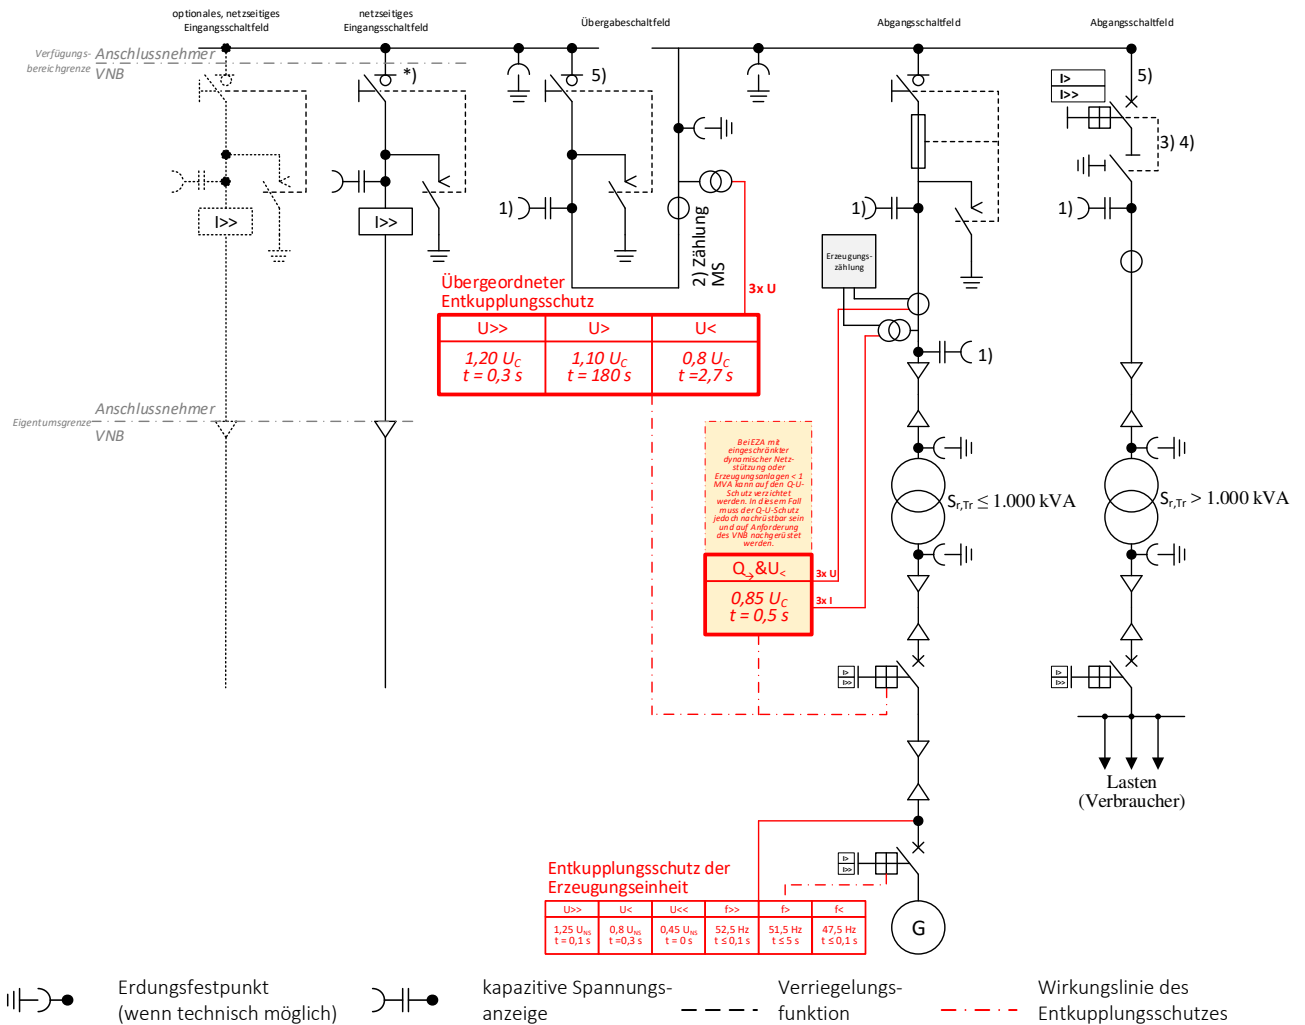 optionales, netzseitiges
Eingangsschaltfeld
netzseitiges
Eingangsschaltfeld
Übergabeschaltfeld
Abgangsschaltfeld
Abgangsschaltfeld
Verfügungs-
bereichgrenze
Anschlussnehmer
VNB
*)
5)
I>
I>>
5)
3) 4)
1)
1)
1)
I>>
I>>
2) Zählung
MS
Erzeugungs-
zählung
Übergeordneter
Entkupplungsschutz
3x U
U>> U> U<
1,20 UC 1,10 UC 0,8 UC
t = 0,3 s t = 180 s t =2,7 s
1)
Anschlussnehmer
Eigentumsgrenze
VNB
Bei EZA mit
eingeschränkter
dynamischer Netz-
stützung oder
Erzeugungsanlagen < 1
MVA kann auf den Q-U-
Schutz verzichtet
werden. In diesem Fall
muss der Q-U-Schutz
jedoch nachrüstbar sein
und auf Anforderung
des VNB nachgerüstet
werden.
Sr,Tr ≤ 1.000 kVA
Sr,Tr > 1.000 kVA
Q→&U<
3x U
0,85 UC
t = 0,5 s
3x I
I>
I>>
I>
I>>
Lasten
(Verbraucher)
I>
I>>
Entkupplungsschutz der
Erzeugungseinheit
U>> U< U<< f>> f> f<
1,25 UNS 0,8 UNS 0,45 UNS 52,5 Hz 51,5 Hz 47,5 Hz
t = 0,1 s t =0,3 s t = 0 s t ≤ 0,1 s t ≤ 5 s t ≤ 0,1 s
G
Erdungsfestpunkt
(wenn technisch möglich)
kapazitive Spannungs-
anzeige
Verriegelungs-
funktion
Wirkungslinie des
Entkupplungsschutzes